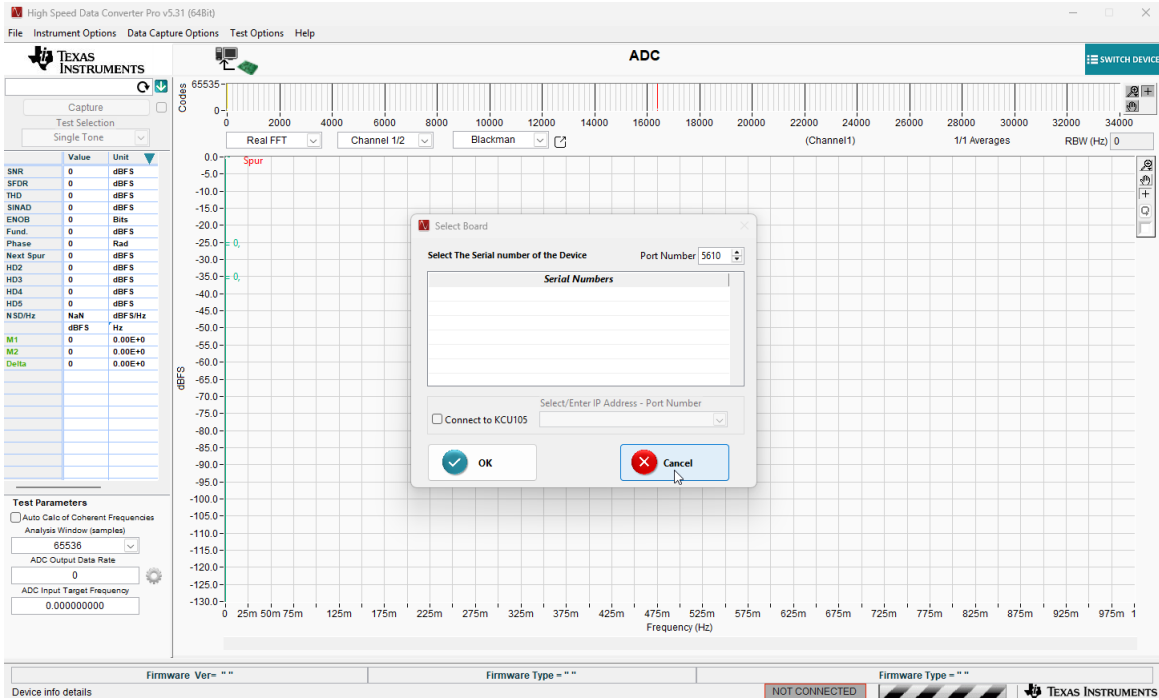 High Speed Data Converter Pro v5.31 (64Bit)
File Instrument Options Data Capture Options Test Options Help
TEXAS INSTRUMENTS
ADC
SWITCH DEVICE
Capture
Test Selection
Single Tone
Codes
65535
0
0 2000 4000 6000 8000 10000 12000 14000 16000 18000 20000 22000 24000 26000 28000 30000 32000 34000
Real FFT Channel 1/2 Blackman (Channel1) 1/1 Averages RBW (Hz) 0
Value Unit
SNR 0 dBFS
SFDR 0 dBFS
THD 0 dBFS
SINAD 0 dBFS
ENOB 0 Bits
Fund. 0 dBFS
Phase 0 Rad
Next Spur 0 dBFS
HD2 0 dBFS
HD3 0 dBFS
HD4 0 dBFS
HD5 0 dBFS
NSD/Hz NaN dBFS/Hz
dBFS Hz
M1 0 0.00E+0
M2 0 0.00E+0
Delta 0 0.00E+0
Test Parameters
Auto Calc of Coherent Frequencies
Analysis Window (samples)
65536
ADC Output Data Rate
0
ADC Input Target Frequency
0.000000000
dBFS
0.0
-5.0
-10.0
-15.0
-20.0
-25.0
-30.0
-35.0
-40.0
-45.0
-50.0
-55.0
-60.0
-65.0
-70.0
-75.0
-80.0
-85.0
-90.0
-95.0
-100.0
-105.0
-110.0
-115.0
-120.0
-125.0
-130.0
Spur
= 0,
= 0,
0 25m 50m 75m 125m 175m 225m 275m 325m 375m 425m 475m 525m 575m 625m 675m 725m 775m 825m 875m 925m 975m 1
Frequency (Hz)
Select Board
Select The Serial number of the Device
Port Number 5610
Serial Numbers
Select/Enter IP Address - Port Number
Connect to KCU105
OK
Cancel
Firmware Ver= " " Firmware Type = " " Firmware Type = " "
Device info details
NOT CONNECTED
TEXAS INSTRUMENTS